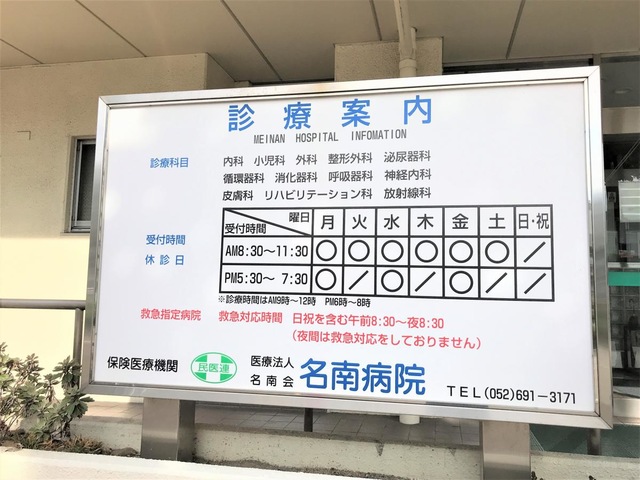 診療案内
MEINAN HOSPITAL INFOMATION
診療科目 内科 小児科 外科 整形外科 泌尿器科
循環器科 消化器科 呼吸器科 神経内科
皮膚科 リハビリテーション科 放射線科
受付時間
休診日
曜日 受付時間 月 火 水 木 金 土 日・祝
AM8:30～11:30 ○ ○ ○ ○ ○ ○ ／
PM5:30～ 7:30 ○ ／ ○ ／ ○ ／ ／
※診療時間はAM9時～12時 PM6時～8時
救急指定病院 救急対応時間 日祝を含む午前8:30～夜8:30
（夜間は救急対応をしておりません）
保険医療機関 民医連 医療法人 名南会 名南病院 TEL(052)691-3171